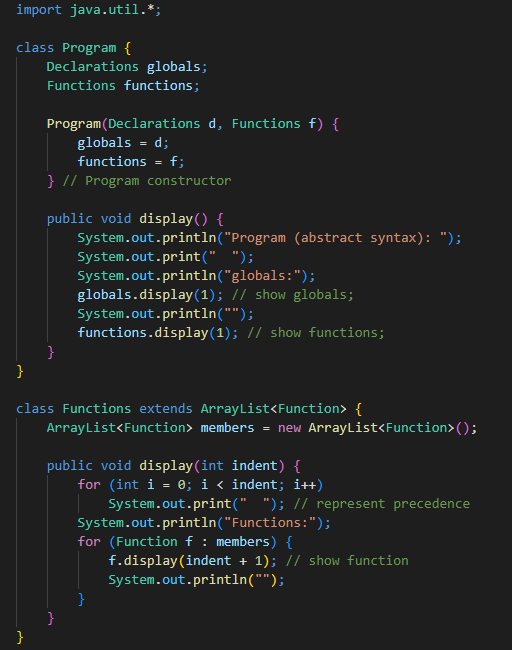 import java.util.*;

class Program {
    Declarations globals;
    Functions functions;

    Program(Declarations d, Functions f) {
        globals = d;
        functions = f;
    } // Program constructor

    public void display() {
        System.out.println("Program (abstract syntax): ");
        System.out.print("  ");
        System.out.println("globals:");
        globals.display(1); // show globals;
        System.out.println("");
        functions.display(1); // show functions;
    }
}

class Functions extends ArrayList<Function> {
    ArrayList<Function> members = new ArrayList<Function>();

    public void display(int indent) {
        for (int i = 0; i < indent; i++)
            System.out.print("  "); // represent precedence
        System.out.println("Functions:");
        for (Function f : members) {
            f.display(indent + 1); // show function
            System.out.println("");
        }
    }
}